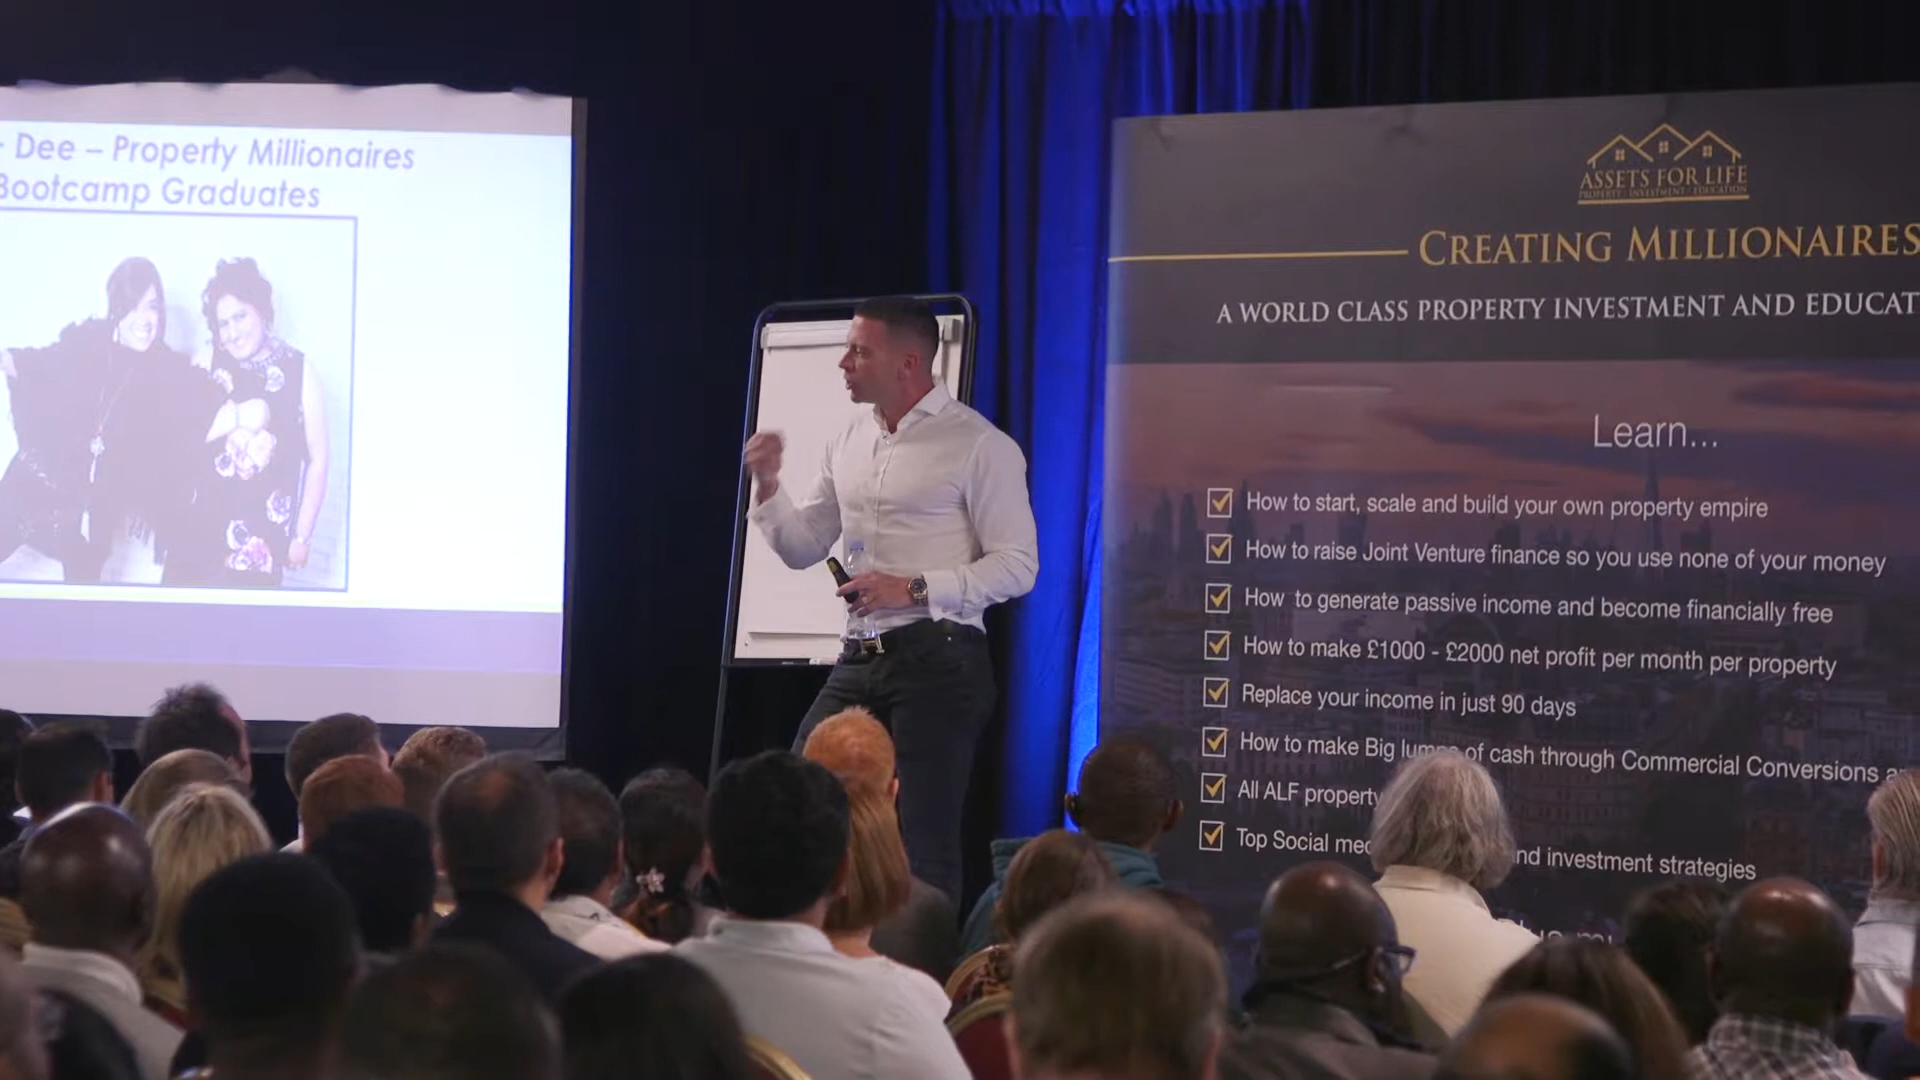 Dee – Property Millionaires
Bootcamp Graduates
ASSETS FOR LIFE
PROPERTY · INVESTMENT · EDUCATION
CREATING MILLIONAIRES
A WORLD CLASS PROPERTY INVESTMENT AND EDUCAT
Learn...
How to start, scale and build your own property empire
How to raise Joint Venture finance so you use none of your money
How to generate passive income and become financially free
How to make £1000 - £2000 net profit per month per property
Replace your income in just 90 days
How to make Big lumps of cash through Commercial Conversions a
All ALF property
Top Social med nd investment strategies